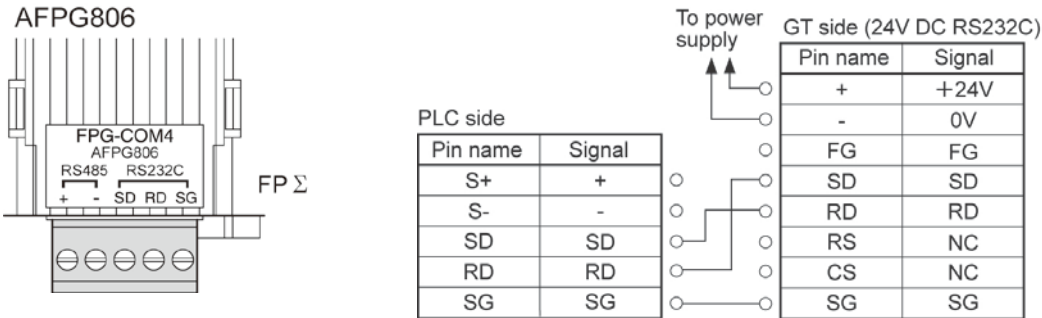 AFPG806
FPG-COM4
AFPG806
RS485 RS232C
+ - SD RD SG
FP Σ
To power
supply
GT side (24V DC RS232C)
Pin name Signal
+ +24V
- 0V
FG FG
SD SD
RD RD
RS NC
CS NC
SG SG
PLC side
Pin name Signal
S+ +
S- -
SD SD
RD RD
SG SG